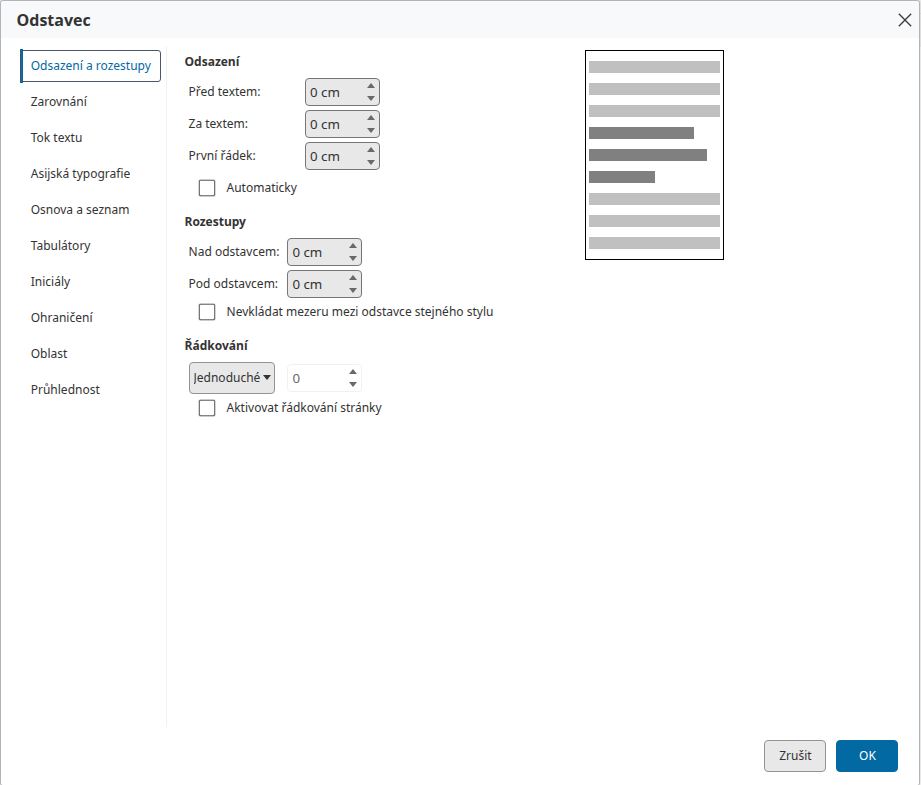 Odstavec
Odsazení a rozestupy
Zarovnání
Tok textu
Asijská typografie
Osnova a seznam
Tabulátory
Iniciály
Ohraničení
Oblast
Průhlednost
Odsazení
Před textem: 0 cm
Za textem: 0 cm
První řádek: 0 cm
Automaticky
Rozestupy
Nad odstavcem: 0 cm
Pod odstavcem: 0 cm
Nevkládat mezeru mezi odstavce stejného stylu
Řádkování
Jednoduché 0
Aktivovat řádkování stránky
Zrušit OK